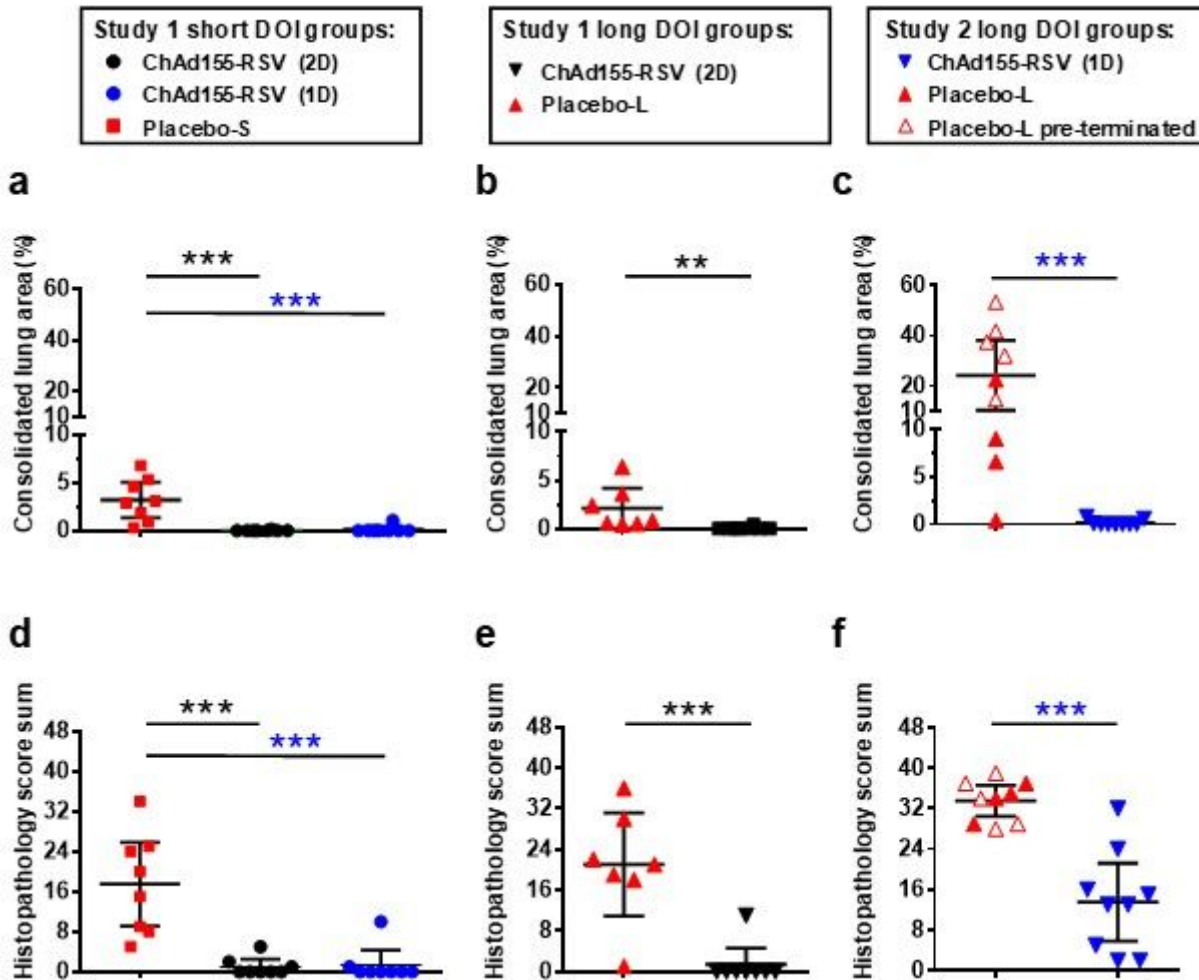 Study 1 short DOI groups:
ChAd155-RSV (2D)
ChAd155-RSV (1D)
Placebo-S
Study 1 long DOI groups:
ChAd155-RSV (2D)
Placebo-L
Study 2 long DOI groups:
ChAd155-RSV (1D)
Placebo-L
Placebo-L pre-terminated
a
Consolidated lung area (%)
60
40
20
10
10
5
0
***
***
b
Consolidated lung area (%)
60
40
20
10
10
5
0
**
c
Consolidated lung area (%)
60
40
20
10
10
5
0
***
d
Histopathology score sum
48
40
32
24
16
8
0
***
***
e
Histopathology score sum
48
40
32
24
16
8
0
***
f
Histopathology score sum
48
40
32
24
16
8
0
***